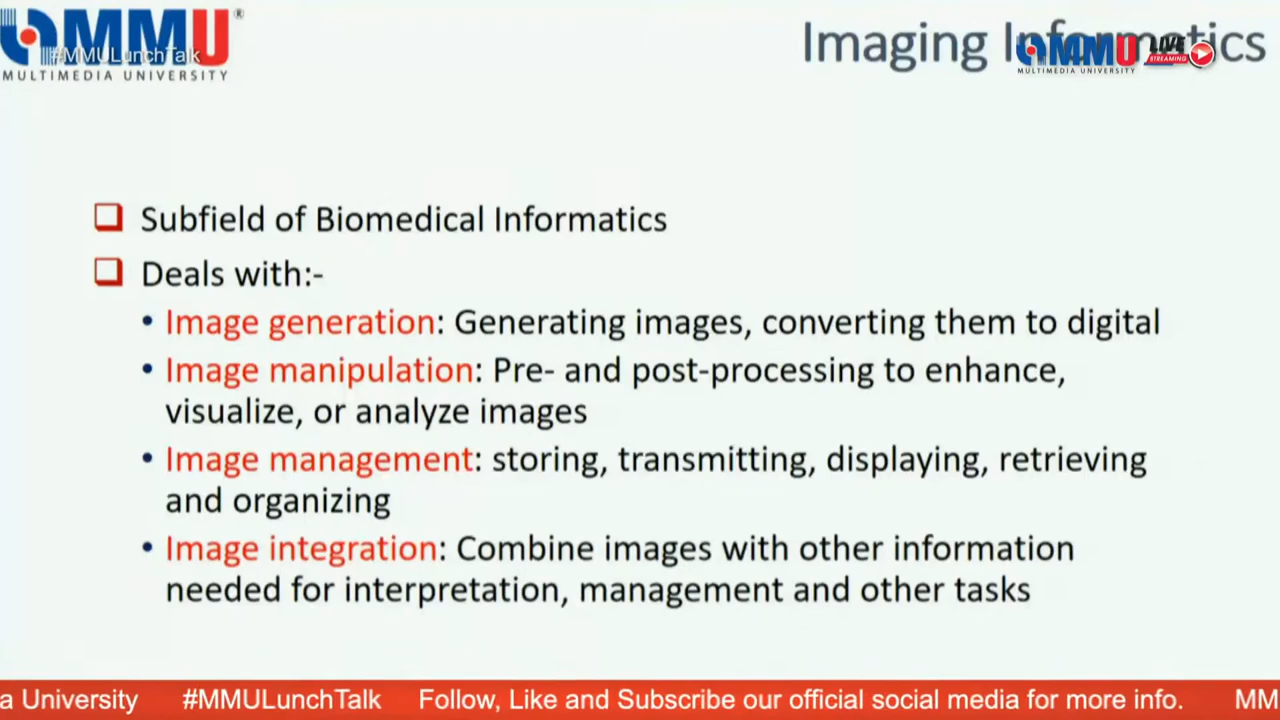 MMU®
#MMULunchTalk
MULTIMEDIA UNIVERSITY
Imaging Informatics
MMU
MULTIMEDIA UNIVERSITY
LIVE
STREAMING
Subfield of Biomedical Informatics
Deals with:-
• Image generation: Generating images, converting them to digital
• Image manipulation: Pre- and post-processing to enhance,
visualize, or analyze images
• Image management: storing, transmitting, displaying, retrieving
and organizing
• Image integration: Combine images with other information
needed for interpretation, management and other tasks
a University #MMULunchTalk Follow, Like and Subscribe our official social media for more info. MM